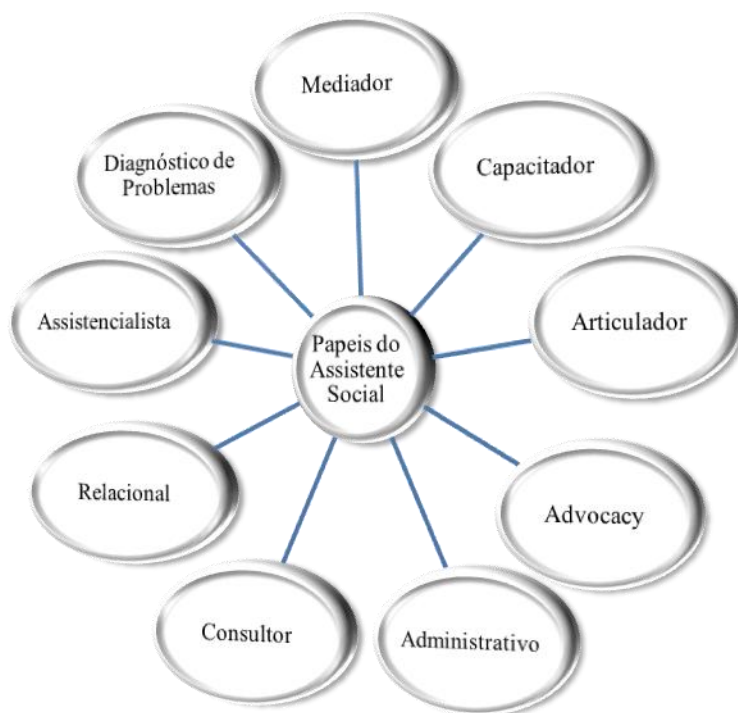 Mediador
Capacitador
Articulador
Advocacy
Administrativo
Consultor
Relacional
Assistencialista
Diagnóstico de
Problemas
Papeis do
Assistente
Social